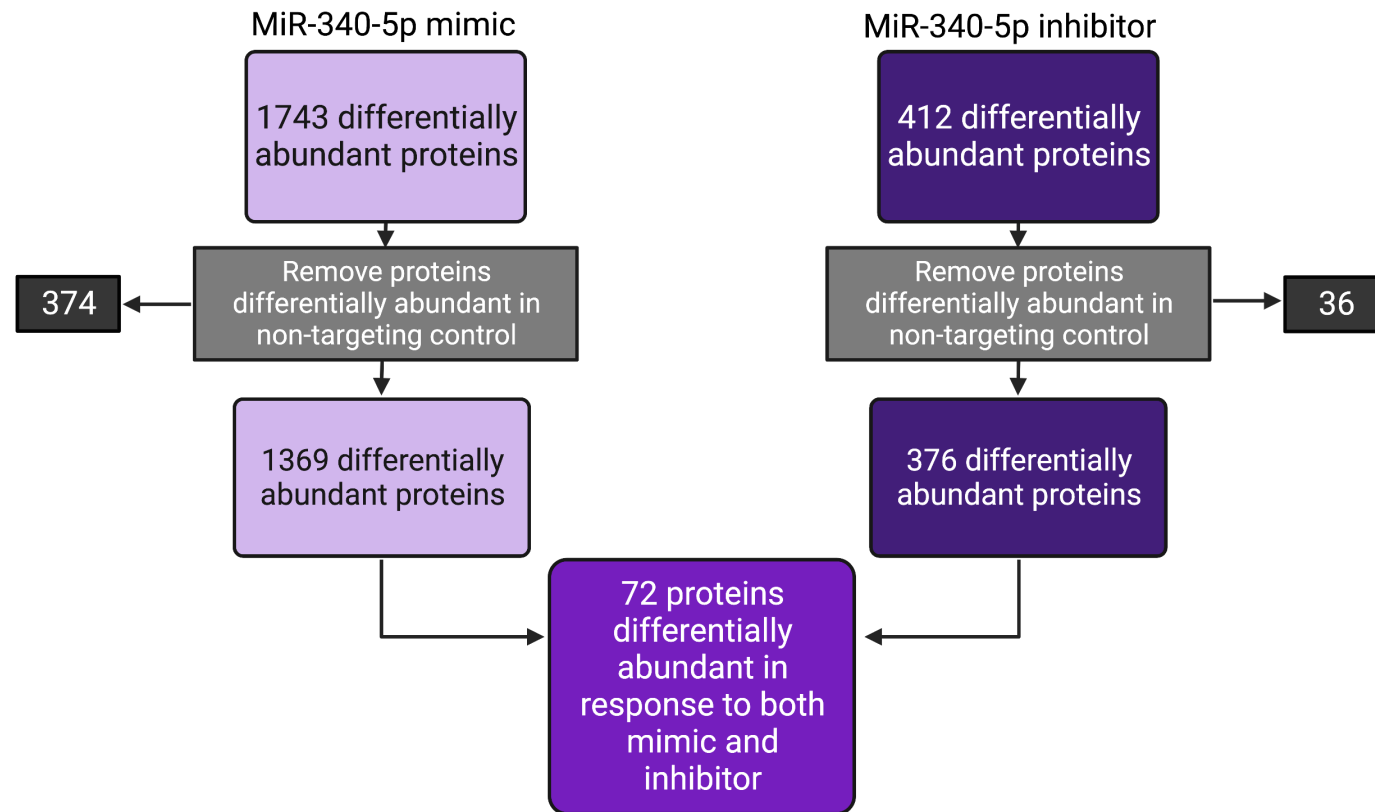 MiR-340-5p mimic
1743 differentially
abundant proteins
Remove proteins
differentially abundant in
non-targeting control
374
1369 differentially
abundant proteins
MiR-340-5p inhibitor
412 differentially
abundant proteins
Remove proteins
differentially abundant in
non-targeting control
36
376 differentially
abundant proteins
72 proteins
differentially
abundant in
response to both
mimic and
inhibitor